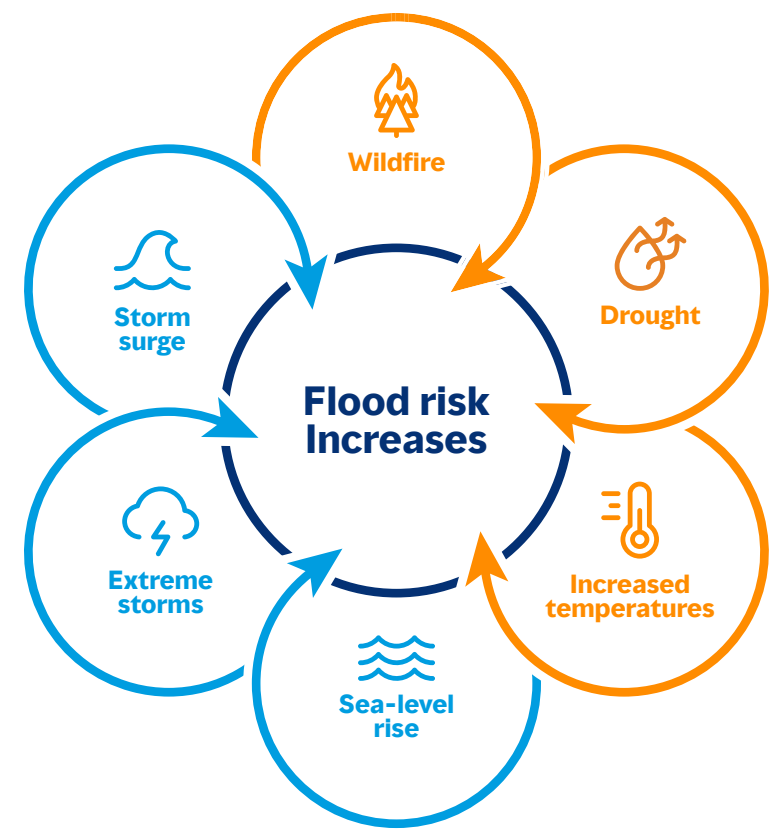 Wildfire
Drought
Storm
surge
Flood risk
Increases
Extreme
storms
Increased
temperatures
Sea-level
rise